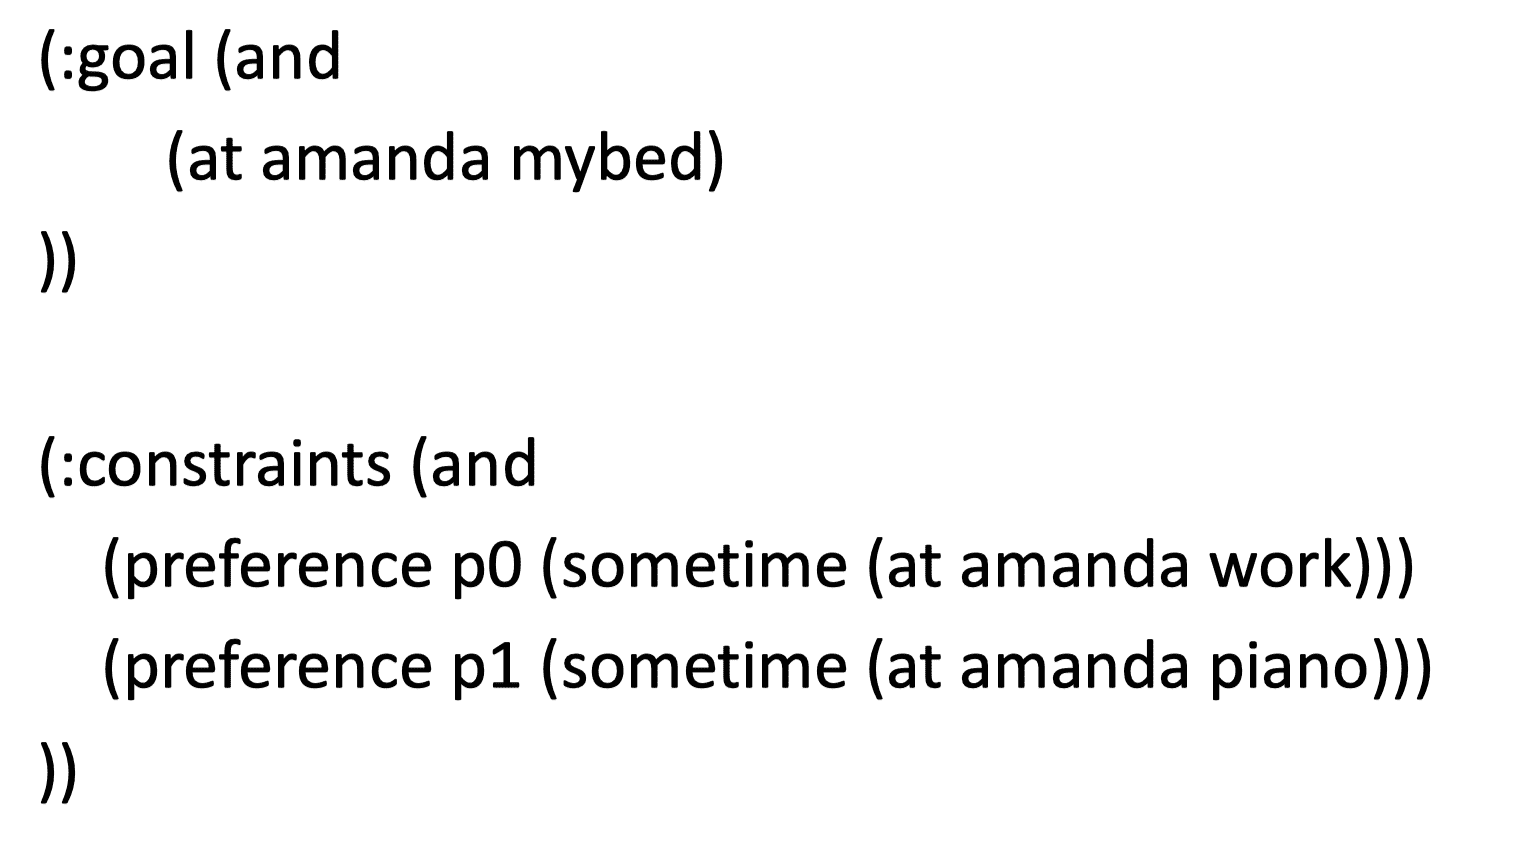 (:goal (and
(at amanda mybed)
))
(:constraints (and
(preference p0 (sometime (at amanda work)))
(preference p1 (sometime (at amanda piano)))
))